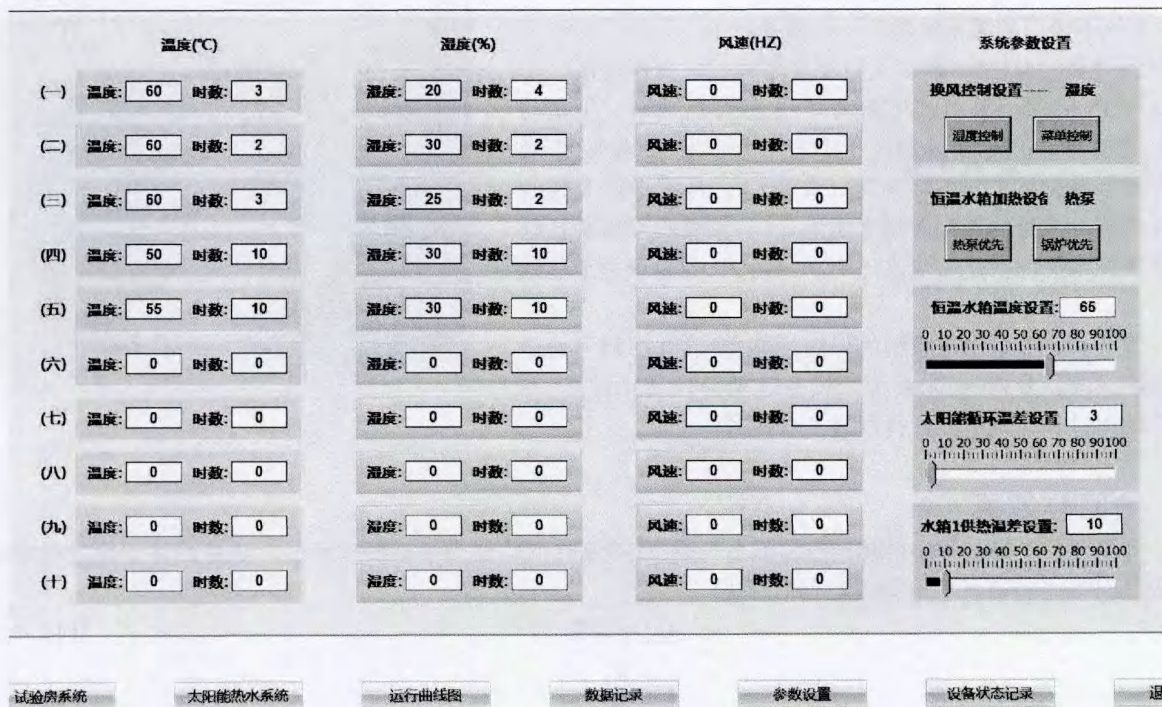 温度(℃) 湿度(%) 风速(HZ) 系统参数设置
(一) 温度: 60 时数: 3 湿度: 20 时数: 4 风速: 0 时数: 0 换风控制设置---- 湿度
(二) 温度: 60 时数: 2 湿度: 30 时数: 2 风速: 0 时数: 0 湿度控制 菜单控制
(三) 温度: 60 时数: 3 湿度: 25 时数: 2 风速: 0 时数: 0 恒温水箱加热设 热泵
(四) 温度: 50 时数: 10 湿度: 30 时数: 10 风速: 0 时数: 0 热泵优先 锅炉优先
(五) 温度: 55 时数: 10 湿度: 30 时数: 10 风速: 0 时数: 0 恒温水箱温度设置: 65
0 10 20 30 40 50 60 70 80 90100
(六) 温度: 0 时数: 0 湿度: 0 时数: 0 风速: 0 时数: 0
(七) 温度: 0 时数: 0 湿度: 0 时数: 0 风速: 0 时数: 0 太阳能循环温差设置 3
0 10 20 30 40 50 60 70 80 90100
(八) 温度: 0 时数: 0 湿度: 0 时数: 0 风速: 0 时数: 0
(九) 温度: 0 时数: 0 湿度: 0 时数: 0 风速: 0 时数: 0 水箱1供热温差设置: 10
0 10 20 30 40 50 60 70 80 90100
(十) 温度: 0 时数: 0 湿度: 0 时数: 0 风速: 0 时数: 0
试验房系统 太阳能热水系统 运行曲线图 数据记录 参数设置 设备状态记录 退